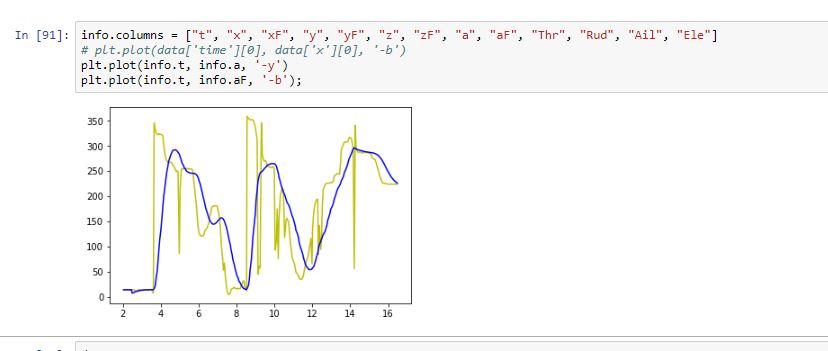 In [91]: info.columns = ["t", "x", "xF", "y", "yF", "z", "zF", "a", "aF", "Thr", "Rud", "Ail", "Ele"]
# plt.plot(data['time'][0], data['x'][0], '-b')
plt.plot(info.t, info.a, '-y')
plt.plot(info.t, info.aF, '-b');
350
300
250
200
150
100
50
0
2 4 6 8 10 12 14 16